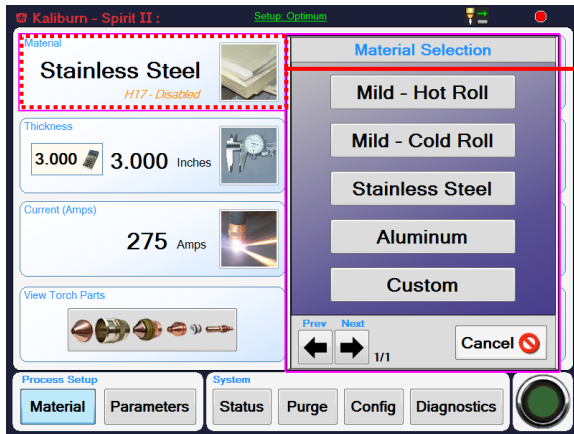 Kaliburn - Spirit II :
Setup: Optimum
Material
Stainless Steel
H17 - Disabled
Thickness
3.000
3.000 Inches
Current (Amps)
275 Amps
View Torch Parts
Material Selection
Mild - Hot Roll
Mild - Cold Roll
Stainless Steel
Aluminum
Custom
Prev Next
1/1
Cancel
Process Setup
Material Parameters
System
Status Purge Config Diagnostics